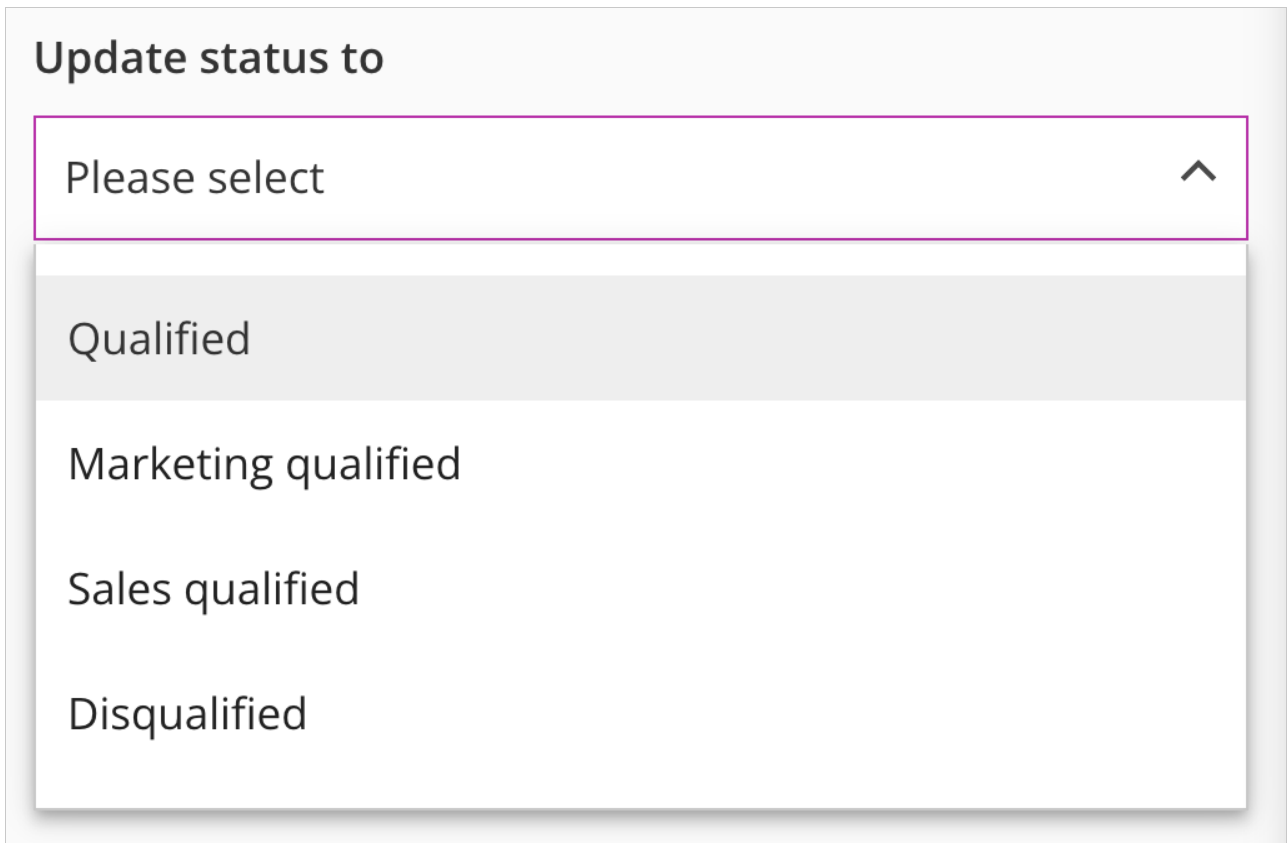 Update status to
Please select
Qualified
Marketing qualified
Sales qualified
Disqualified